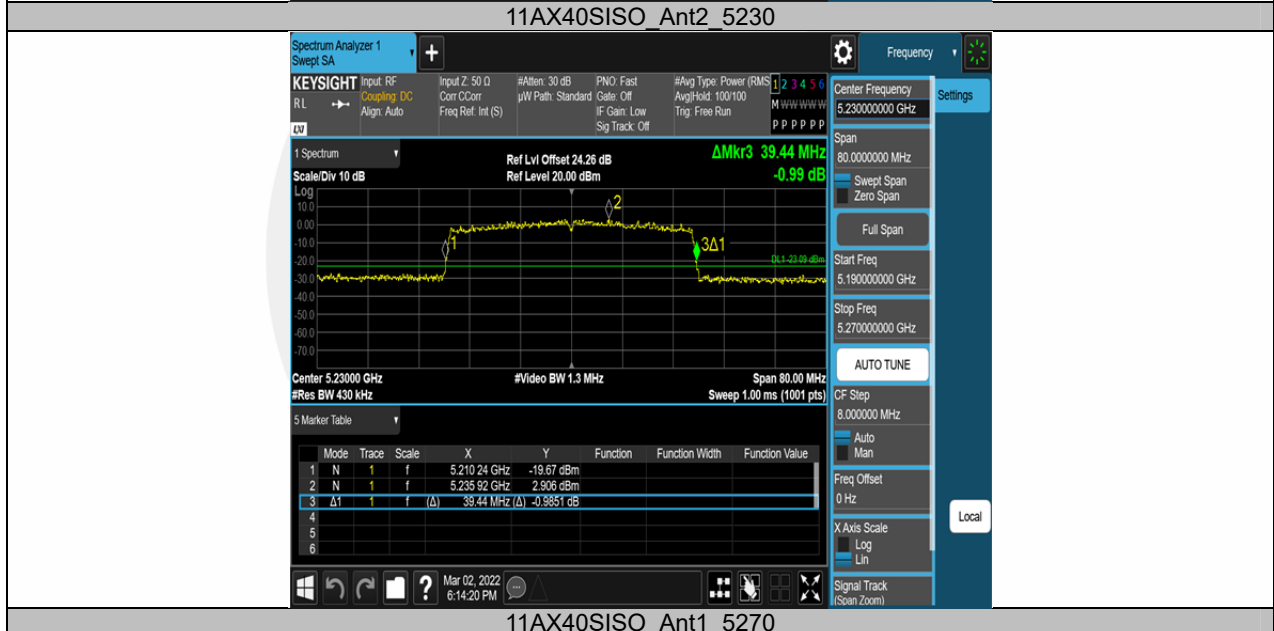 11AX40SISO_Ant2_5230
Spectrum Analyzer 1
Swept SA
+
Frequency
KEYSIGHT
RL
LXI
Input: RF
Coupling: DC
Align: Auto
Input Z: 50 Ω
Corr CCorr
Freq Ref: Int (S)
#Atten: 30 dB
µW Path: Standard
PNO: Fast
Gate: Off
IF Gain: Low
Sig Track: Off
#Avg Type: Power (RMS
Avg|Hold: 100/100
Trig: Free Run
1 2 3 4 5 6
M W W W W W
P P P P P P
1 Spectrum
Scale/Div 10 dB
Ref Lvl Offset 24.26 dB
Ref Level 20.00 dBm
ΔMkr3 39.44 MHz
-0.99 dB
Log
10.0
0.00
-10.0
-20.0
-30.0
-40.0
-50.0
-60.0
-70.0
1
2
3Δ1
DL1 -23.09 dBm
Center 5.23000 GHz
#Video BW 1.3 MHz
Span 80.00 MHz
#Res BW 430 kHz
Sweep 1.00 ms (1001 pts)
5 Marker Table
Mode Trace Scale X Y Function Function Width Function Value
1 N 1 f 5.210 24 GHz -19.67 dBm
2 N 1 f 5.235 92 GHz 2.906 dBm
3 Δ1 1 f (Δ) 39.44 MHz (Δ) -0.9851 dB
4
5
6
Mar 02, 2022
6:14:20 PM
?
Center Frequency
5.230000000 GHz
Settings
Span
80.0000000 MHz
Swept Span
Zero Span
Full Span
Start Freq
5.190000000 GHz
Stop Freq
5.270000000 GHz
AUTO TUNE
CF Step
8.000000 MHz
Auto
Man
Freq Offset
0 Hz
X Axis Scale
Log
Lin
Local
Signal Track
(Span Zoom)
11AX40SISO_Ant1_5270